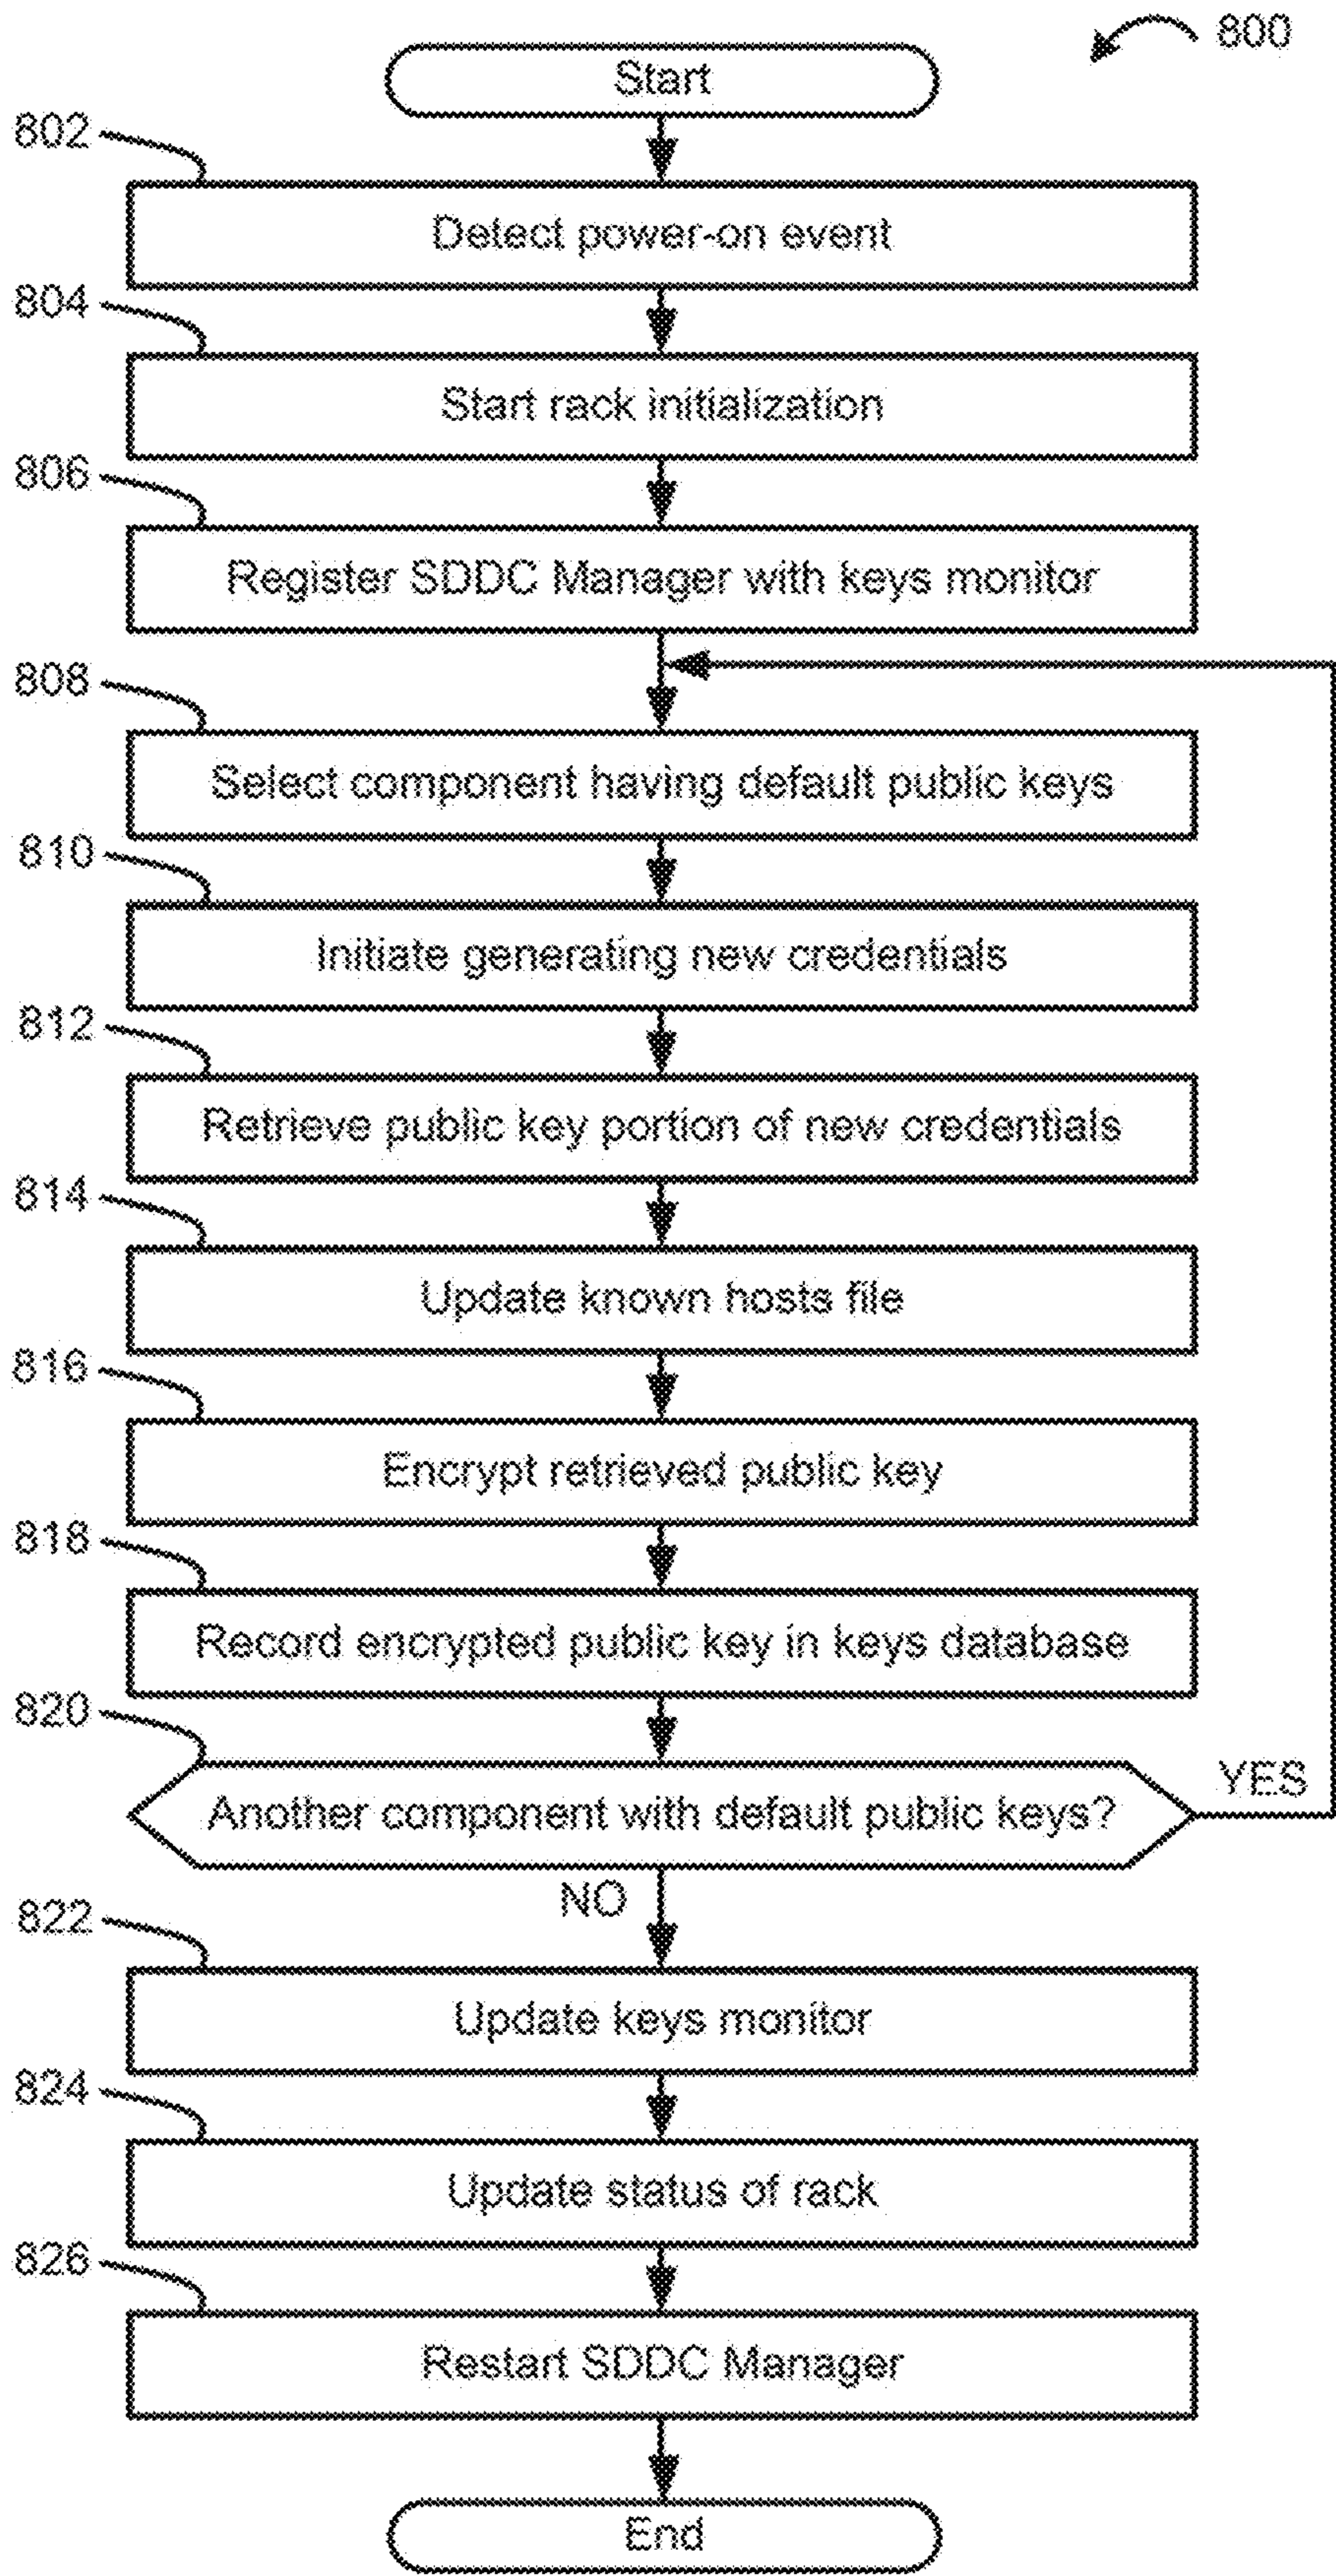 800
Start
802
Detect power-on event
804
Start rack initialization
806
Register SDDC Manager with keys monitor
808
Select component having default public keys
810
Initiate generating new credentials
812
Retrieve public key portion of new credentials
814
Update known hosts file
816
Encrypt retrieved public key
818
Record encrypted public key in keys database
820
Another component with default public keys?
YES
NO
822
Update keys monitor
824
Update status of rack
826
Restart SDDC Manager
End